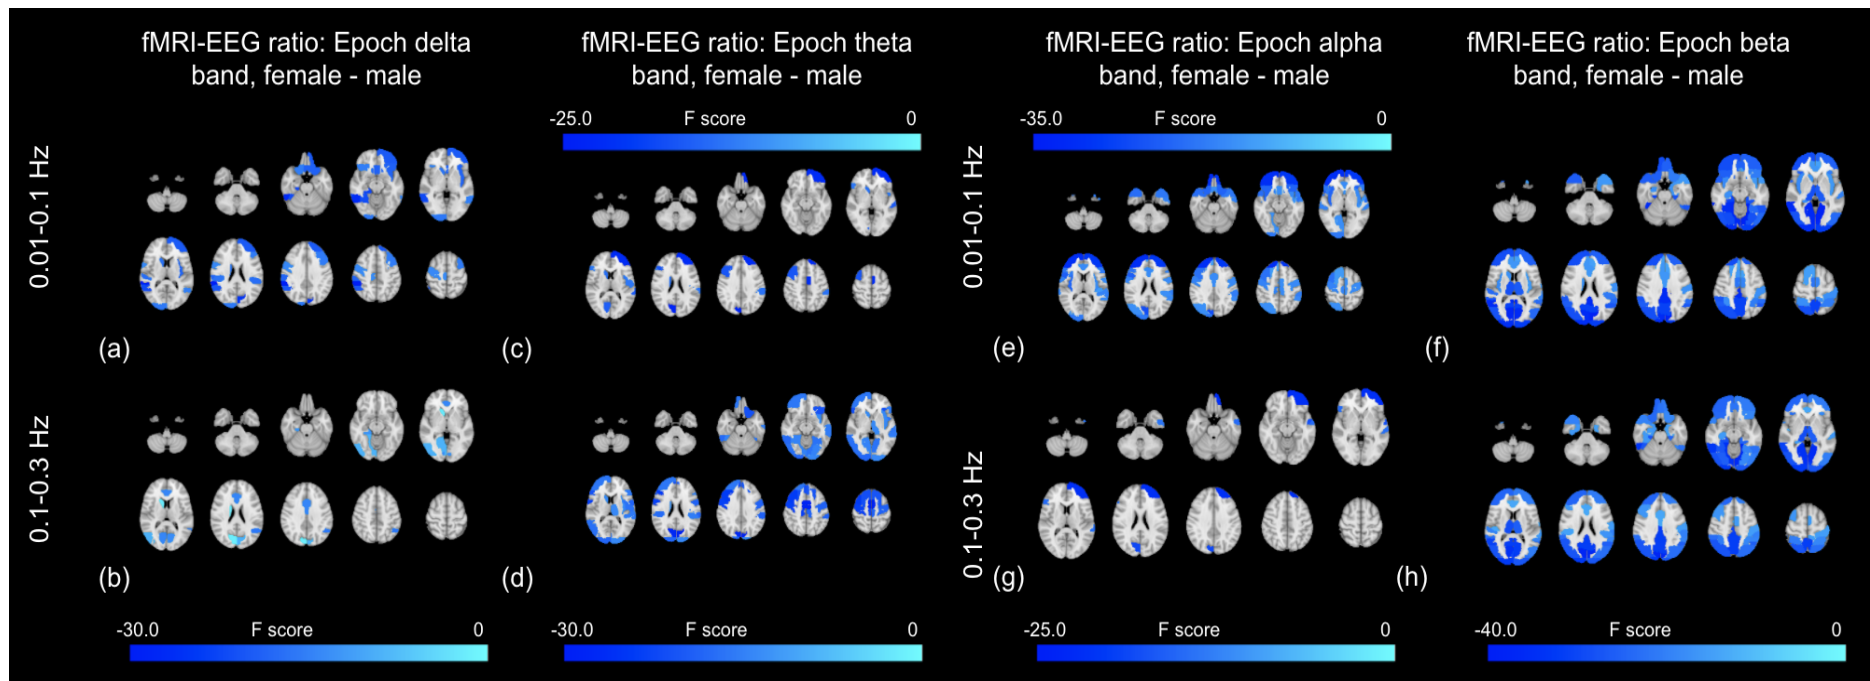 fMRI-EEG ratio: Epoch delta
band, female - male
fMRI-EEG ratio: Epoch theta
band, female - male
fMRI-EEG ratio: Epoch alpha
band, female - male
fMRI-EEG ratio: Epoch beta
band, female - male
-25.0 F score 0
-35.0 F score 0
0.01-0.1 Hz
0.01-0.1 Hz
(a)
(c)
(e)
(f)
0.1-0.3 Hz
0.1-0.3 Hz
(b)
(d)
(g)
(h)
-30.0 F score 0
-30.0 F score 0
-25.0 F score 0
-40.0 F score 0